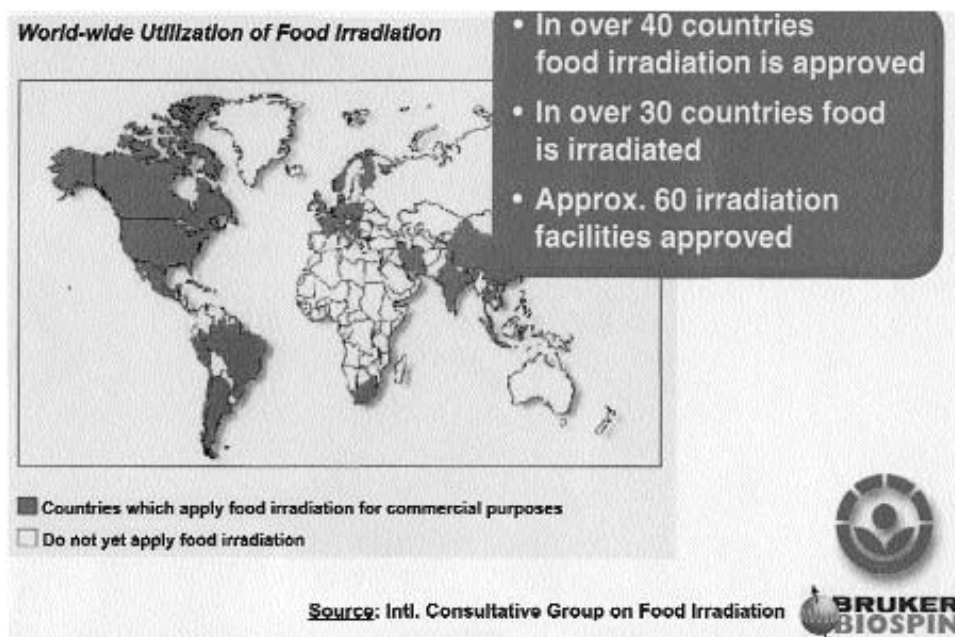 World-wide Utilization of Food Irradiation
• In over 40 countries
food irradiation is approved
• In over 30 countries food
is irradiated
• Approx. 60 irradiation
facilities approved
Countries which apply food irradiation for commercial purposes
Do not yet apply food irradiation
Source: Intl. Consultative Group on Food Irradiation
BRUKER
BIOSPIN